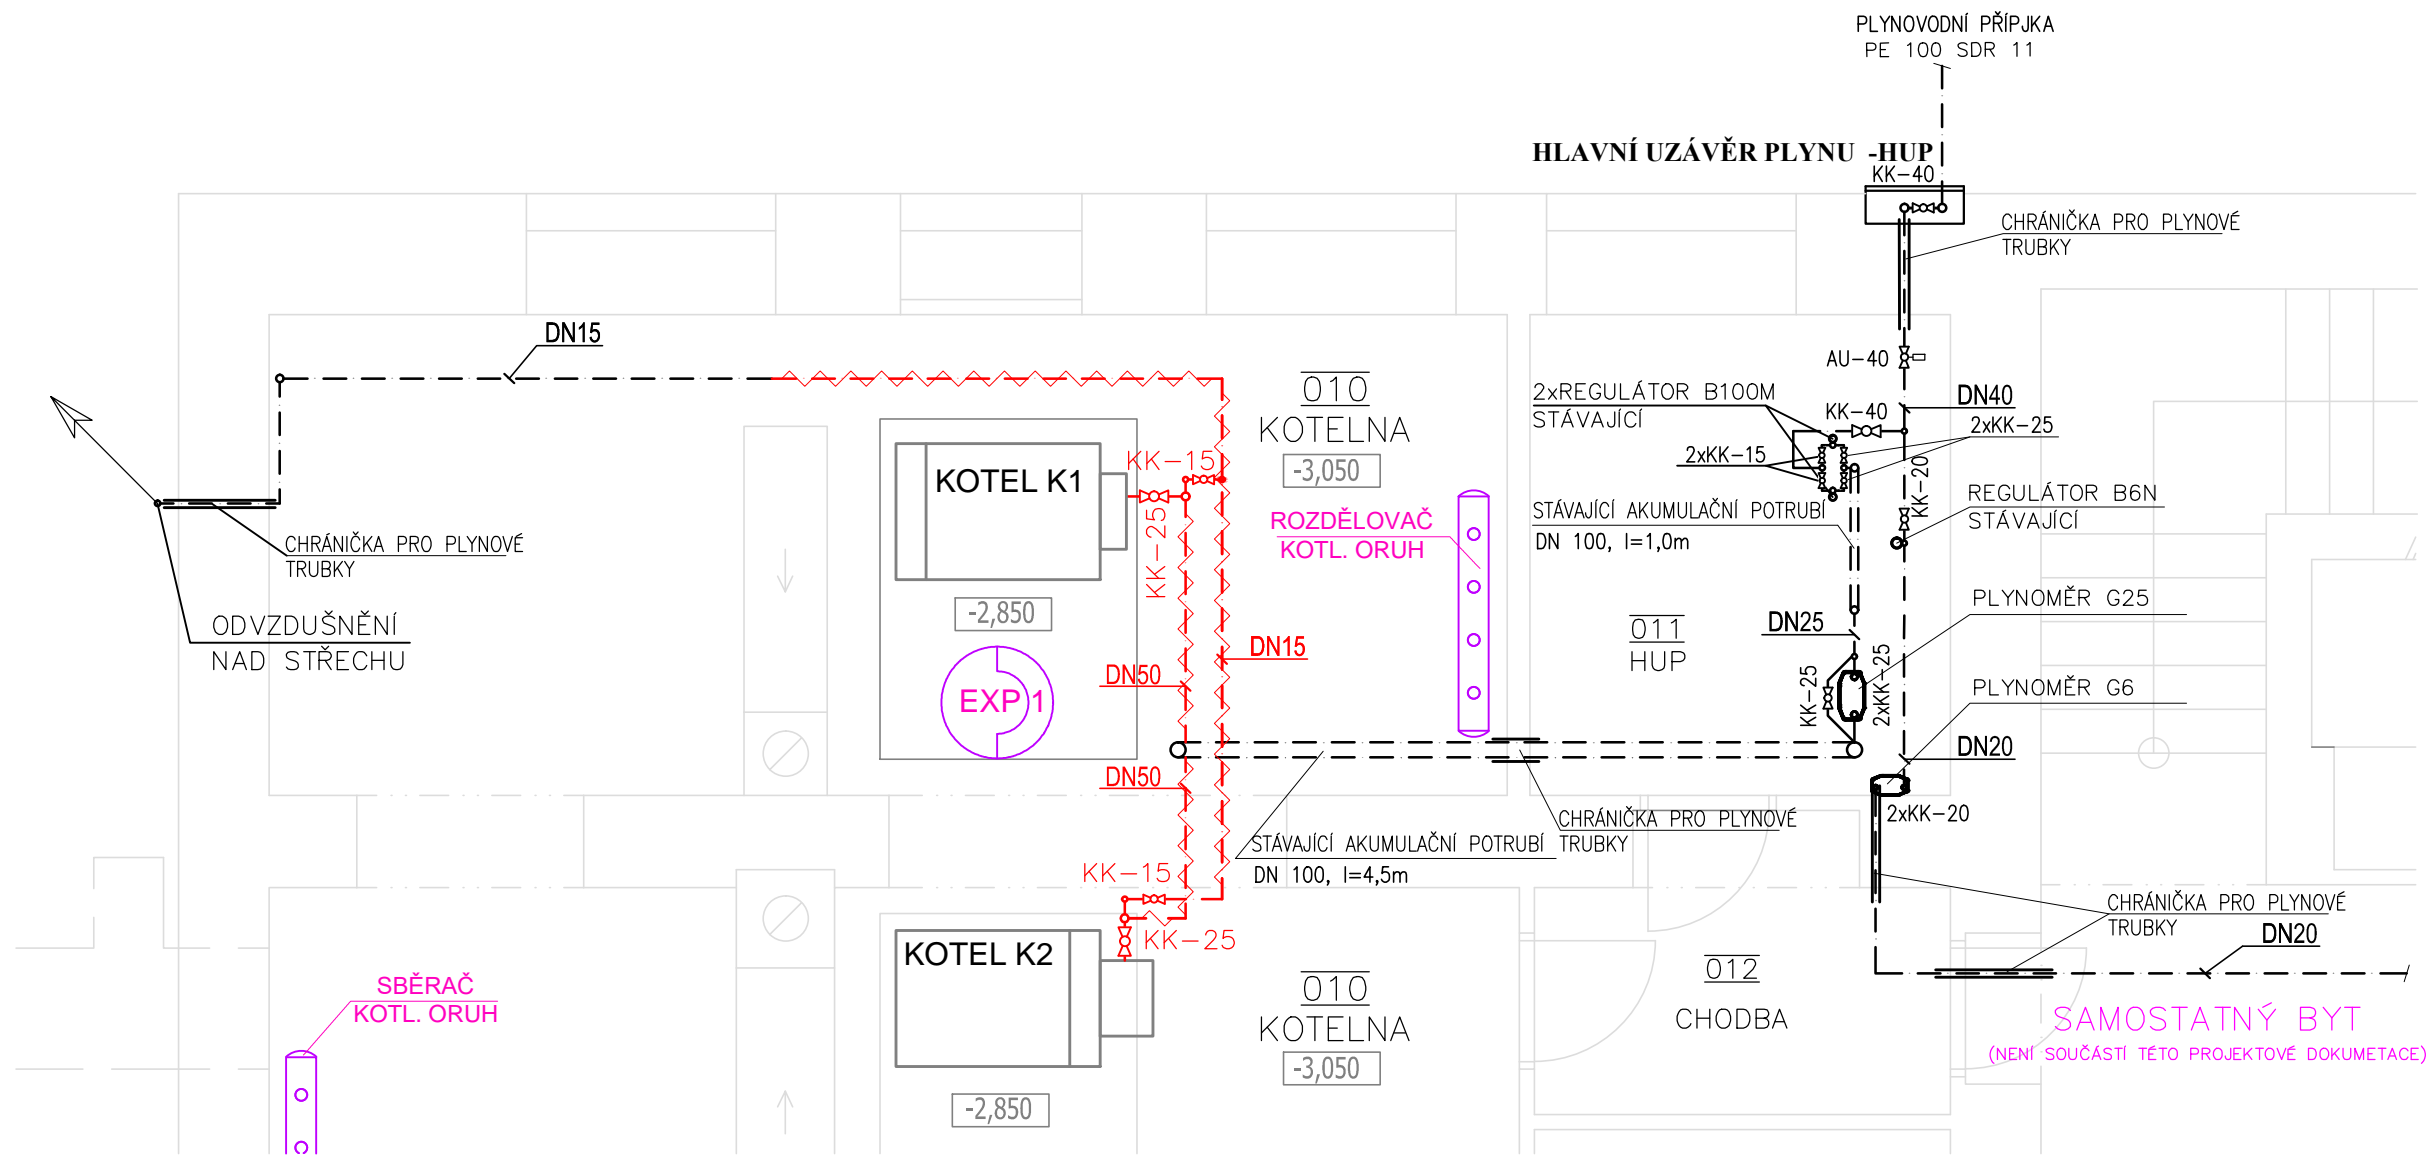 PLYNOVODNÍ PŘÍPJKA
PE 100 SDR 11
HLAVNÍ UZÁVĚR PLYNU -HUP
KK-40
CHRÁNIČKA PRO PLYNOVÉ
TRUBKY
DN15
AU-40
010
KOTELNA
-3,050
2xREGULÁTOR B100M
STÁVAJÍCÍ
KK-40
DN40
2xKK-25
2xKK-15
KK-20
KOTEL K1
KK-15
KK-25
ROZDĚLOVAČ
KOTL. ORUH
STÁVAJÍCÍ AKUMULAČNÍ POTRUBÍ
DN 100, l=1,0m
REGULÁTOR B6N
STÁVAJÍCÍ
CHRÁNIČKA PRO PLYNOVÉ
TRUBKY
ODVZDUŠNĚNÍ
NAD STŘECHU
-2,850
EXP 1
DN50
DN15
011
HUP
DN25
PLYNOMĚR G25
KK-25
2xKK-25
PLYNOMĚR G6
DN20
DN50
2xKK-20
CHRÁNIČKA PRO PLYNOVÉ
TRUBKY
STÁVAJÍCÍ AKUMULAČNÍ POTRUBÍ
DN 100, l=4,5m
KK-15
KK-25
KOTEL K2
CHRÁNIČKA PRO PLYNOVÉ
TRUBKY
DN20
SBĚRAČ
KOTL. ORUH
010
KOTELNA
-3,050
012
CHODBA
SAMOSTATNÝ BYT
(NENÍ SOUČÁSTÍ TÉTO PROJEKTOVÉ DOKUMETACE)
-2,850